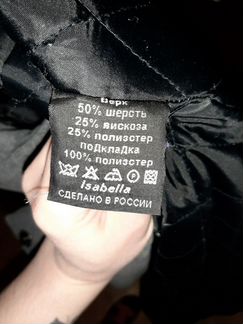 Верх
50% шерсть
25% вискоза
25% полиэстер
поДкЛаДка
100% полиэстер
Isabella
СДЕЛАНО В РОССИИ